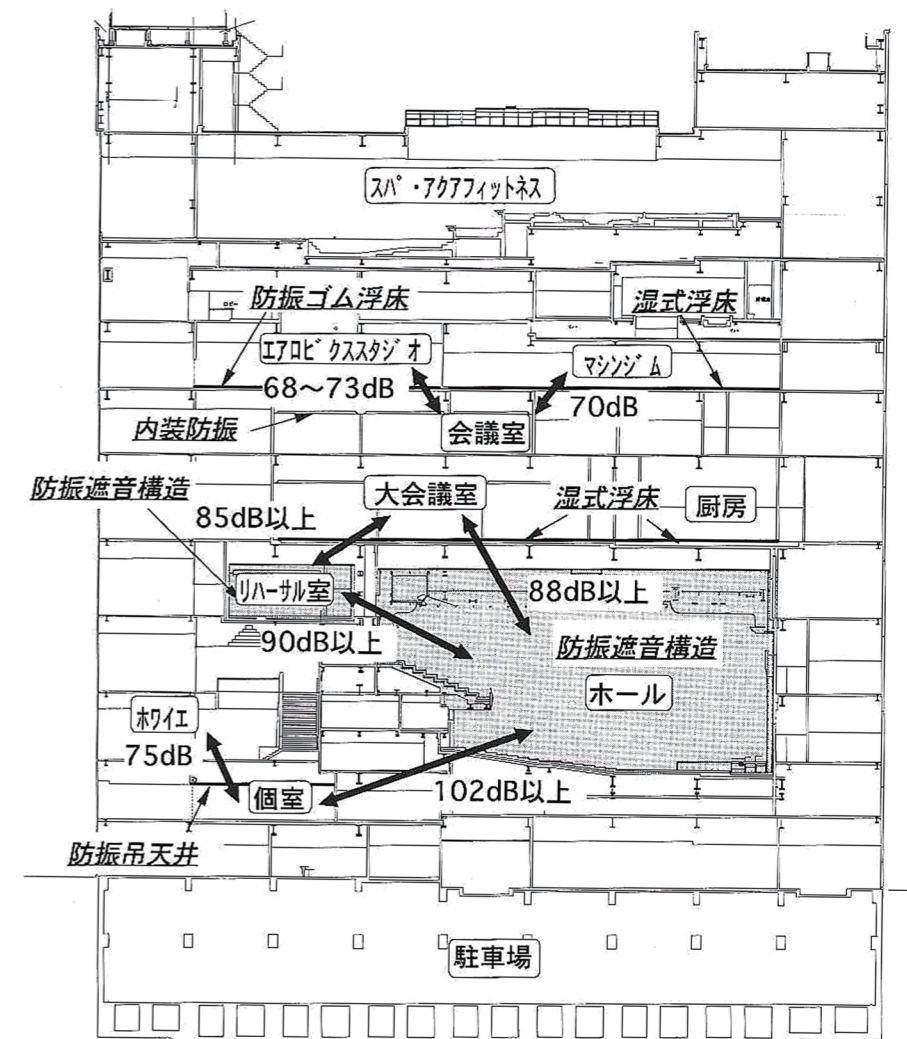 スパ・アクアフィットネス
防振ゴム浮床
湿式浮床
エアロビクススタジオ
マシンジム
68〜73dB
70dB
内装防振
会議室
防振遮音構造
大会議室
湿式浮床
厨房
85dB以上
リハーサル室
88dB以上
90dB以上
防振遮音構造
ホール
ホワイエ
75dB
個室
102dB以上
防振吊天井
駐車場